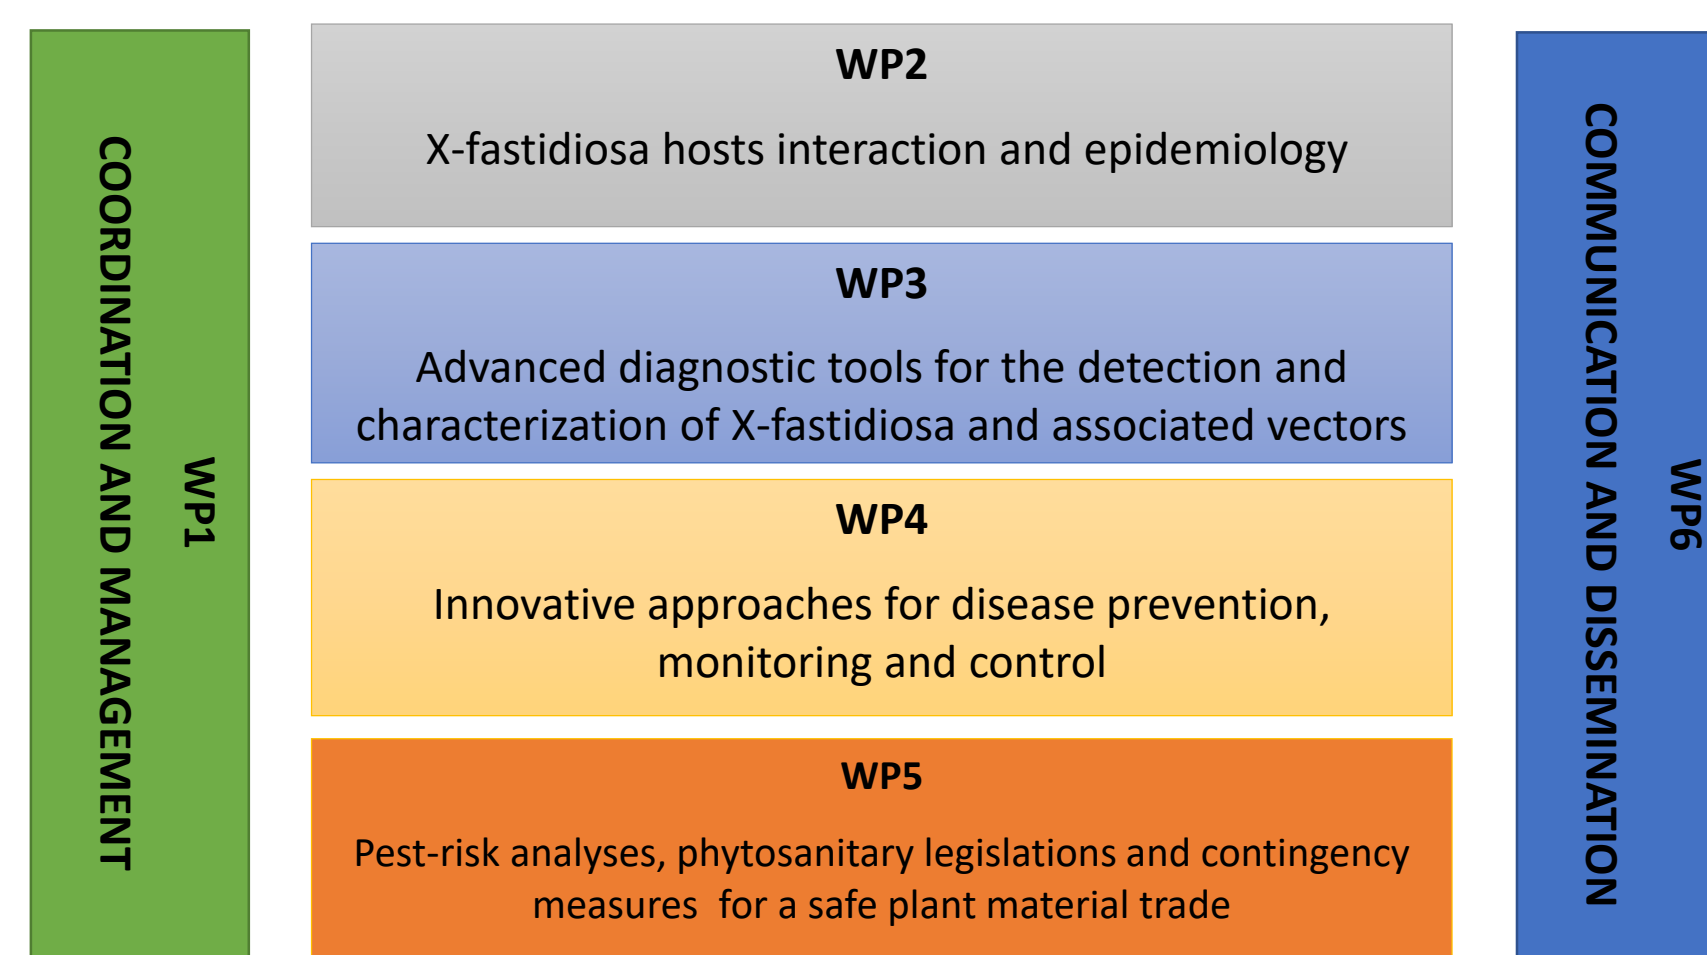 WP1
COORDINATION AND MANAGEMENT
WP2
X-fastidiosa hosts interaction and epidemiology
WP3
Advanced diagnostic tools for the detection and
characterization of X-fastidiosa and associated vectors
WP4
Innovative approaches for disease prevention,
monitoring and control
WP5
Pest-risk analyses, phytosanitary legislations and contingency
measures  for a safe plant material trade
WP6
COMMUNICATION AND DISSEMINATION